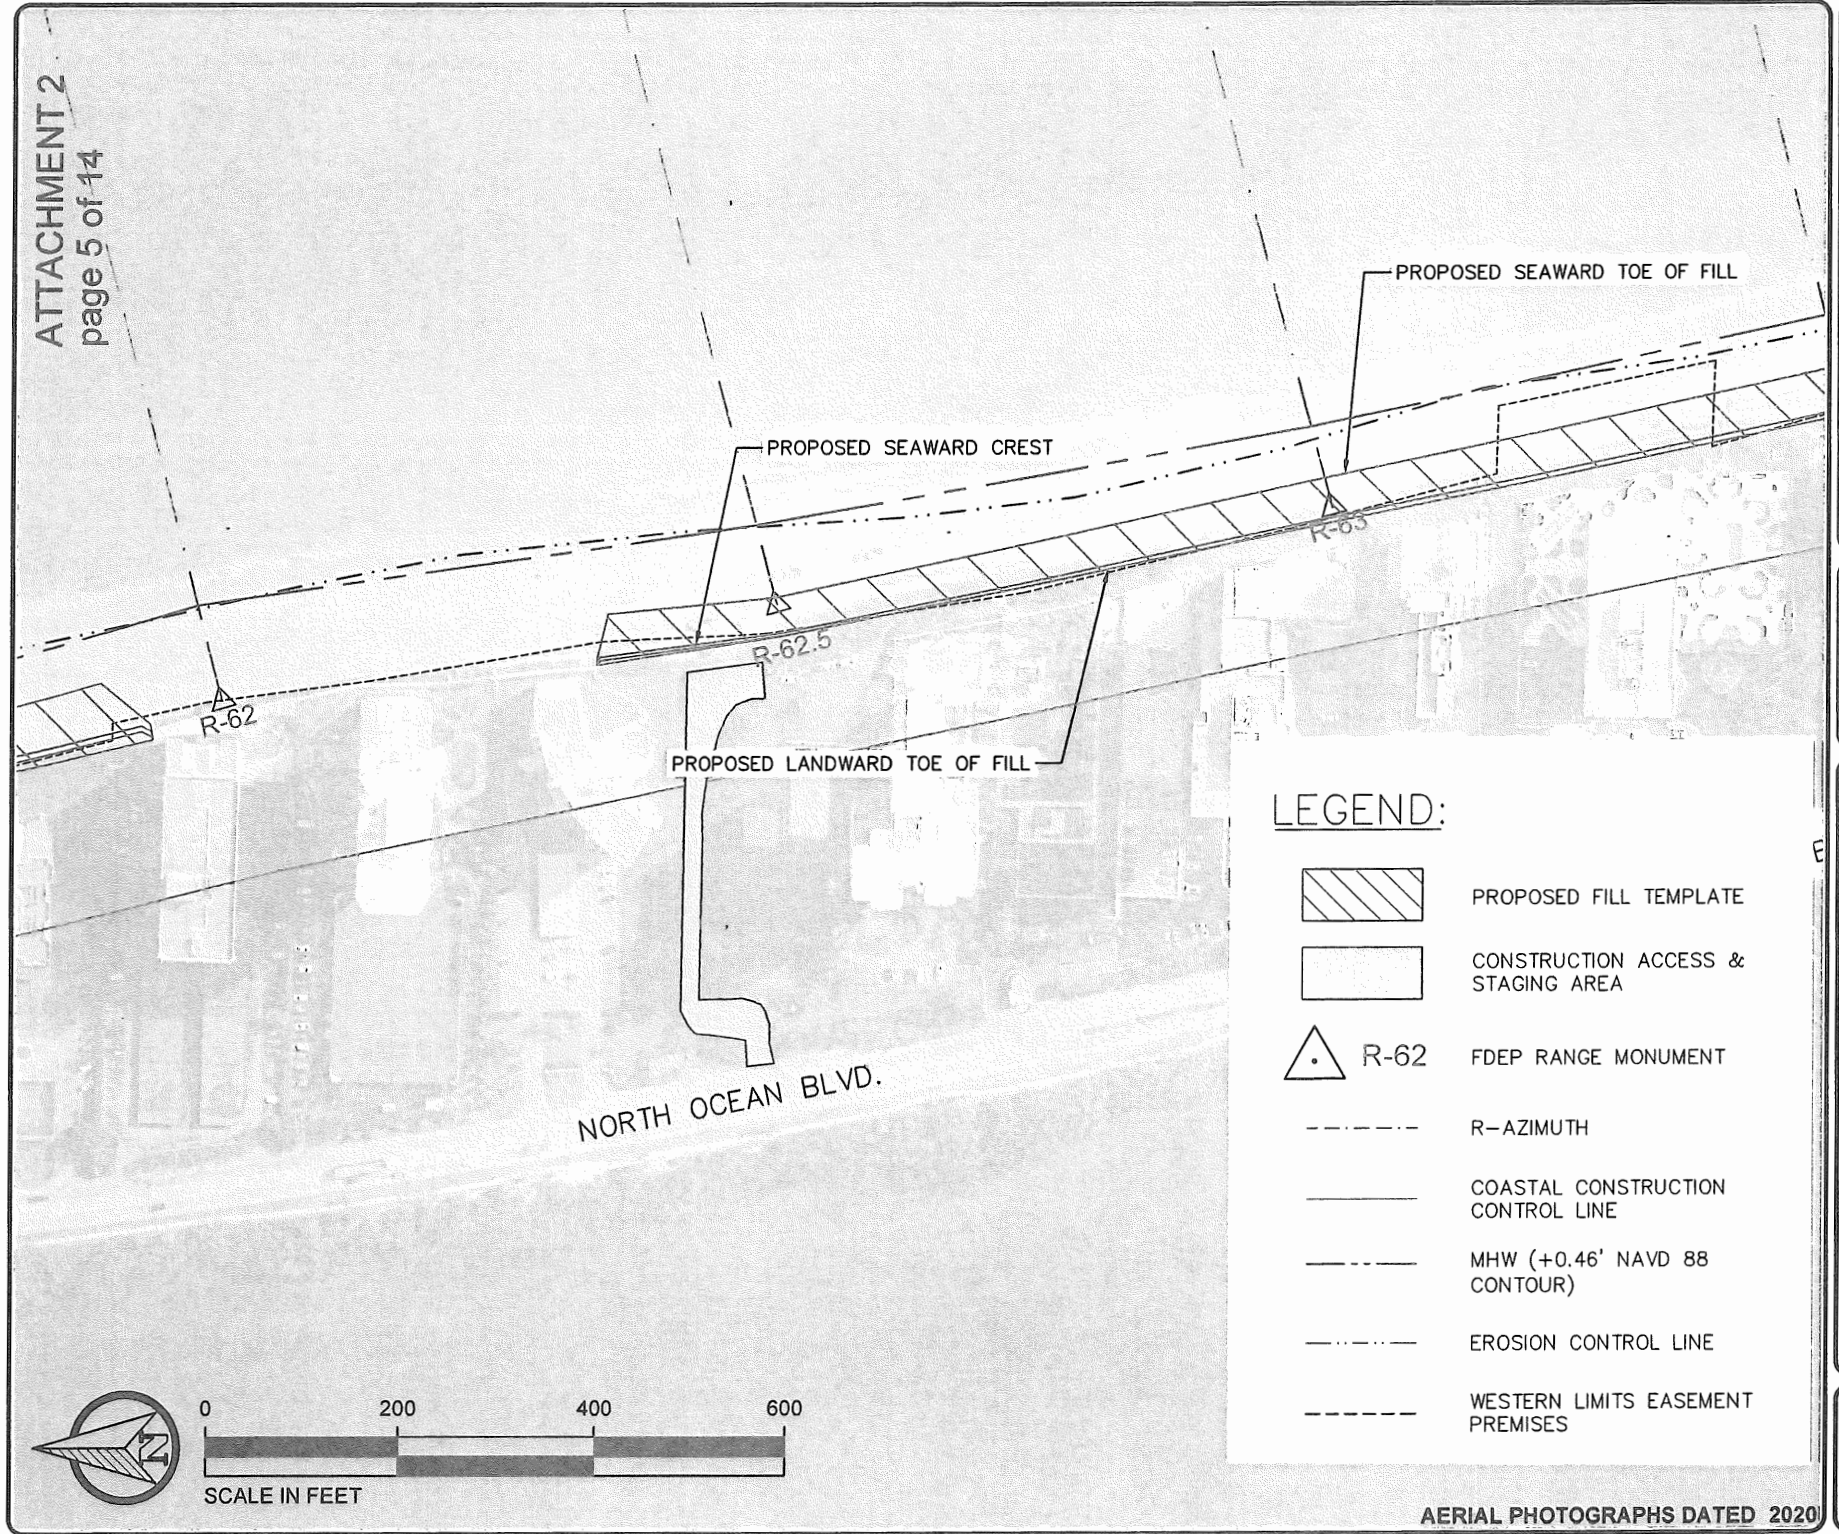 ATTACHMENT 2
page 5 of 14
PROPOSED SEAWARD TOE OF FILL
PROPOSED SEAWARD CREST
R-63
R-62.5
R-62
PROPOSED LANDWARD TOE OF FILL
NORTH OCEAN BLVD.
LEGEND:
PROPOSED FILL TEMPLATE
CONSTRUCTION ACCESS &
STAGING AREA
R-62 FDEP RANGE MONUMENT
R-AZIMUTH
COASTAL CONSTRUCTION
CONTROL LINE
MHW (+0.46' NAVD 88
CONTOUR)
EROSION CONTROL LINE
WESTERN LIMITS EASEMENT
PREMISES
N
0 200 400 600
SCALE IN FEET
AERIAL PHOTOGRAPHS DATED 2020